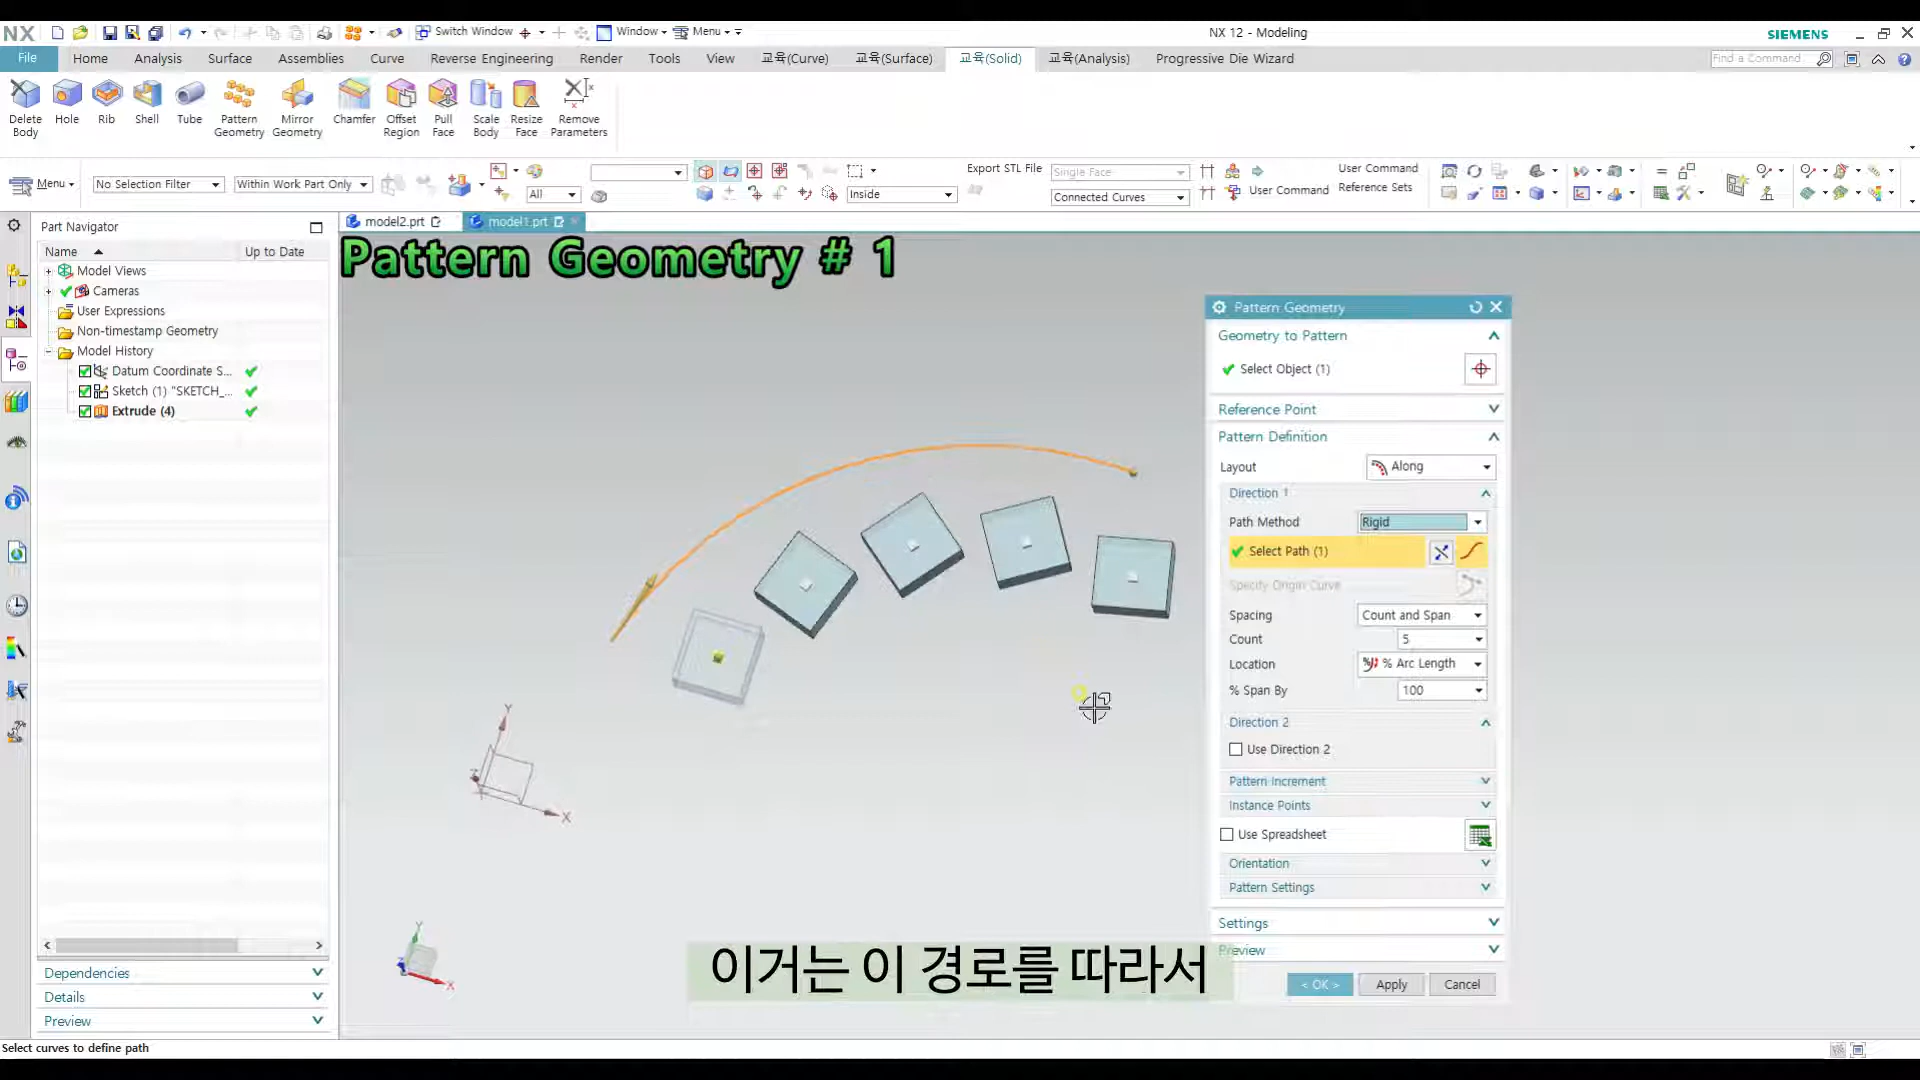 NX
Switch Window
Window
Menu
NX 12 - Modeling
SIEMENS
File
Home
Analysis
Surface
Assemblies
Curve
Reverse Engineering
Render
Tools
View
교육(Curve)
교육(Surface)
교육(Solid)
교육(Analysis)
Progressive Die Wizard
Find a Command
Delete Body
Hole
Rib
Shell
Tube
Pattern Geometry
Mirror Geometry
Chamfer
Offset Region
Pull Face
Scale Body
Resize Face
Remove Parameters
Menu
No Selection Filter
Within Work Part Only
All
Inside
Export STL File
Single Face
Connected Curves
User Command
User Command
Reference Sets
Part Navigator
model2.prt
model1.prt
Name
Up to Date
Pattern Geometry # 1
Model Views
Cameras
User Expressions
Non-timestamp Geometry
Model History
Datum Coordinate S...
Sketch (1) "SKETCH_...
Extrude (4)
Pattern Geometry
Geometry to Pattern
Select Object (1)
Reference Point
Pattern Definition
Layout
Along
Direction 1
Path Method
Rigid
Select Path (1)
Specify Origin Curve
Spacing
Count and Span
Count
5
Location
% Arc Length
% Span By
100
Direction 2
Use Direction 2
Pattern Increment
Instance Points
Use Spreadsheet
Orientation
Pattern Settings
Settings
Preview
< OK >
Apply
Cancel
Y
Z
X
Y
X
이거는 이 경로를 따라서
Dependencies
Details
Preview
Select curves to define path